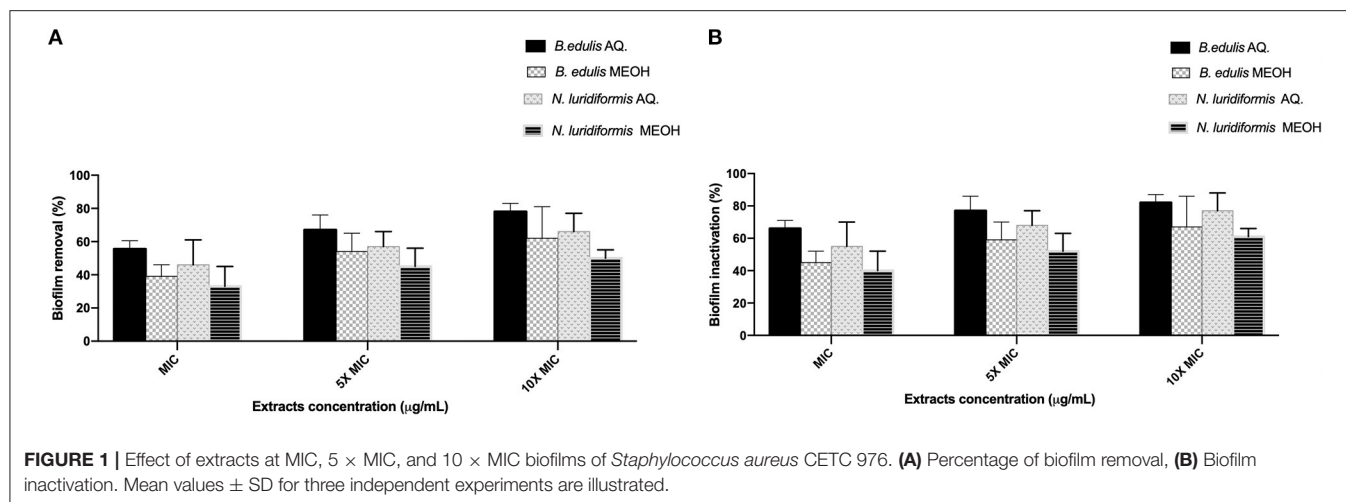 A
B.edulis AQ.
B. edulis MEOH
N. luridiformis AQ.
N. luridiformis MEOH
Biofilm removal (%)
100
80
60
40
20
0
MIC
5X MIC
10X MIC
Extracts concentration (μg/mL)
B
B.edulis AQ.
B. edulis MEOH
N. luridiformis AQ.
N. luridiformis MEOH
Biofilm inactivation (%)
100
80
60
40
20
0
MIC
5X MIC
10X MIC
Extracts concentration (μg/mL)
FIGURE 1 | Effect of extracts at MIC, 5 × MIC, and 10 × MIC biofilms of Staphylococcus aureus CETC 976. (A) Percentage of biofilm removal, (B) Biofilm
inactivation. Mean values ± SD for three independent experiments are illustrated.